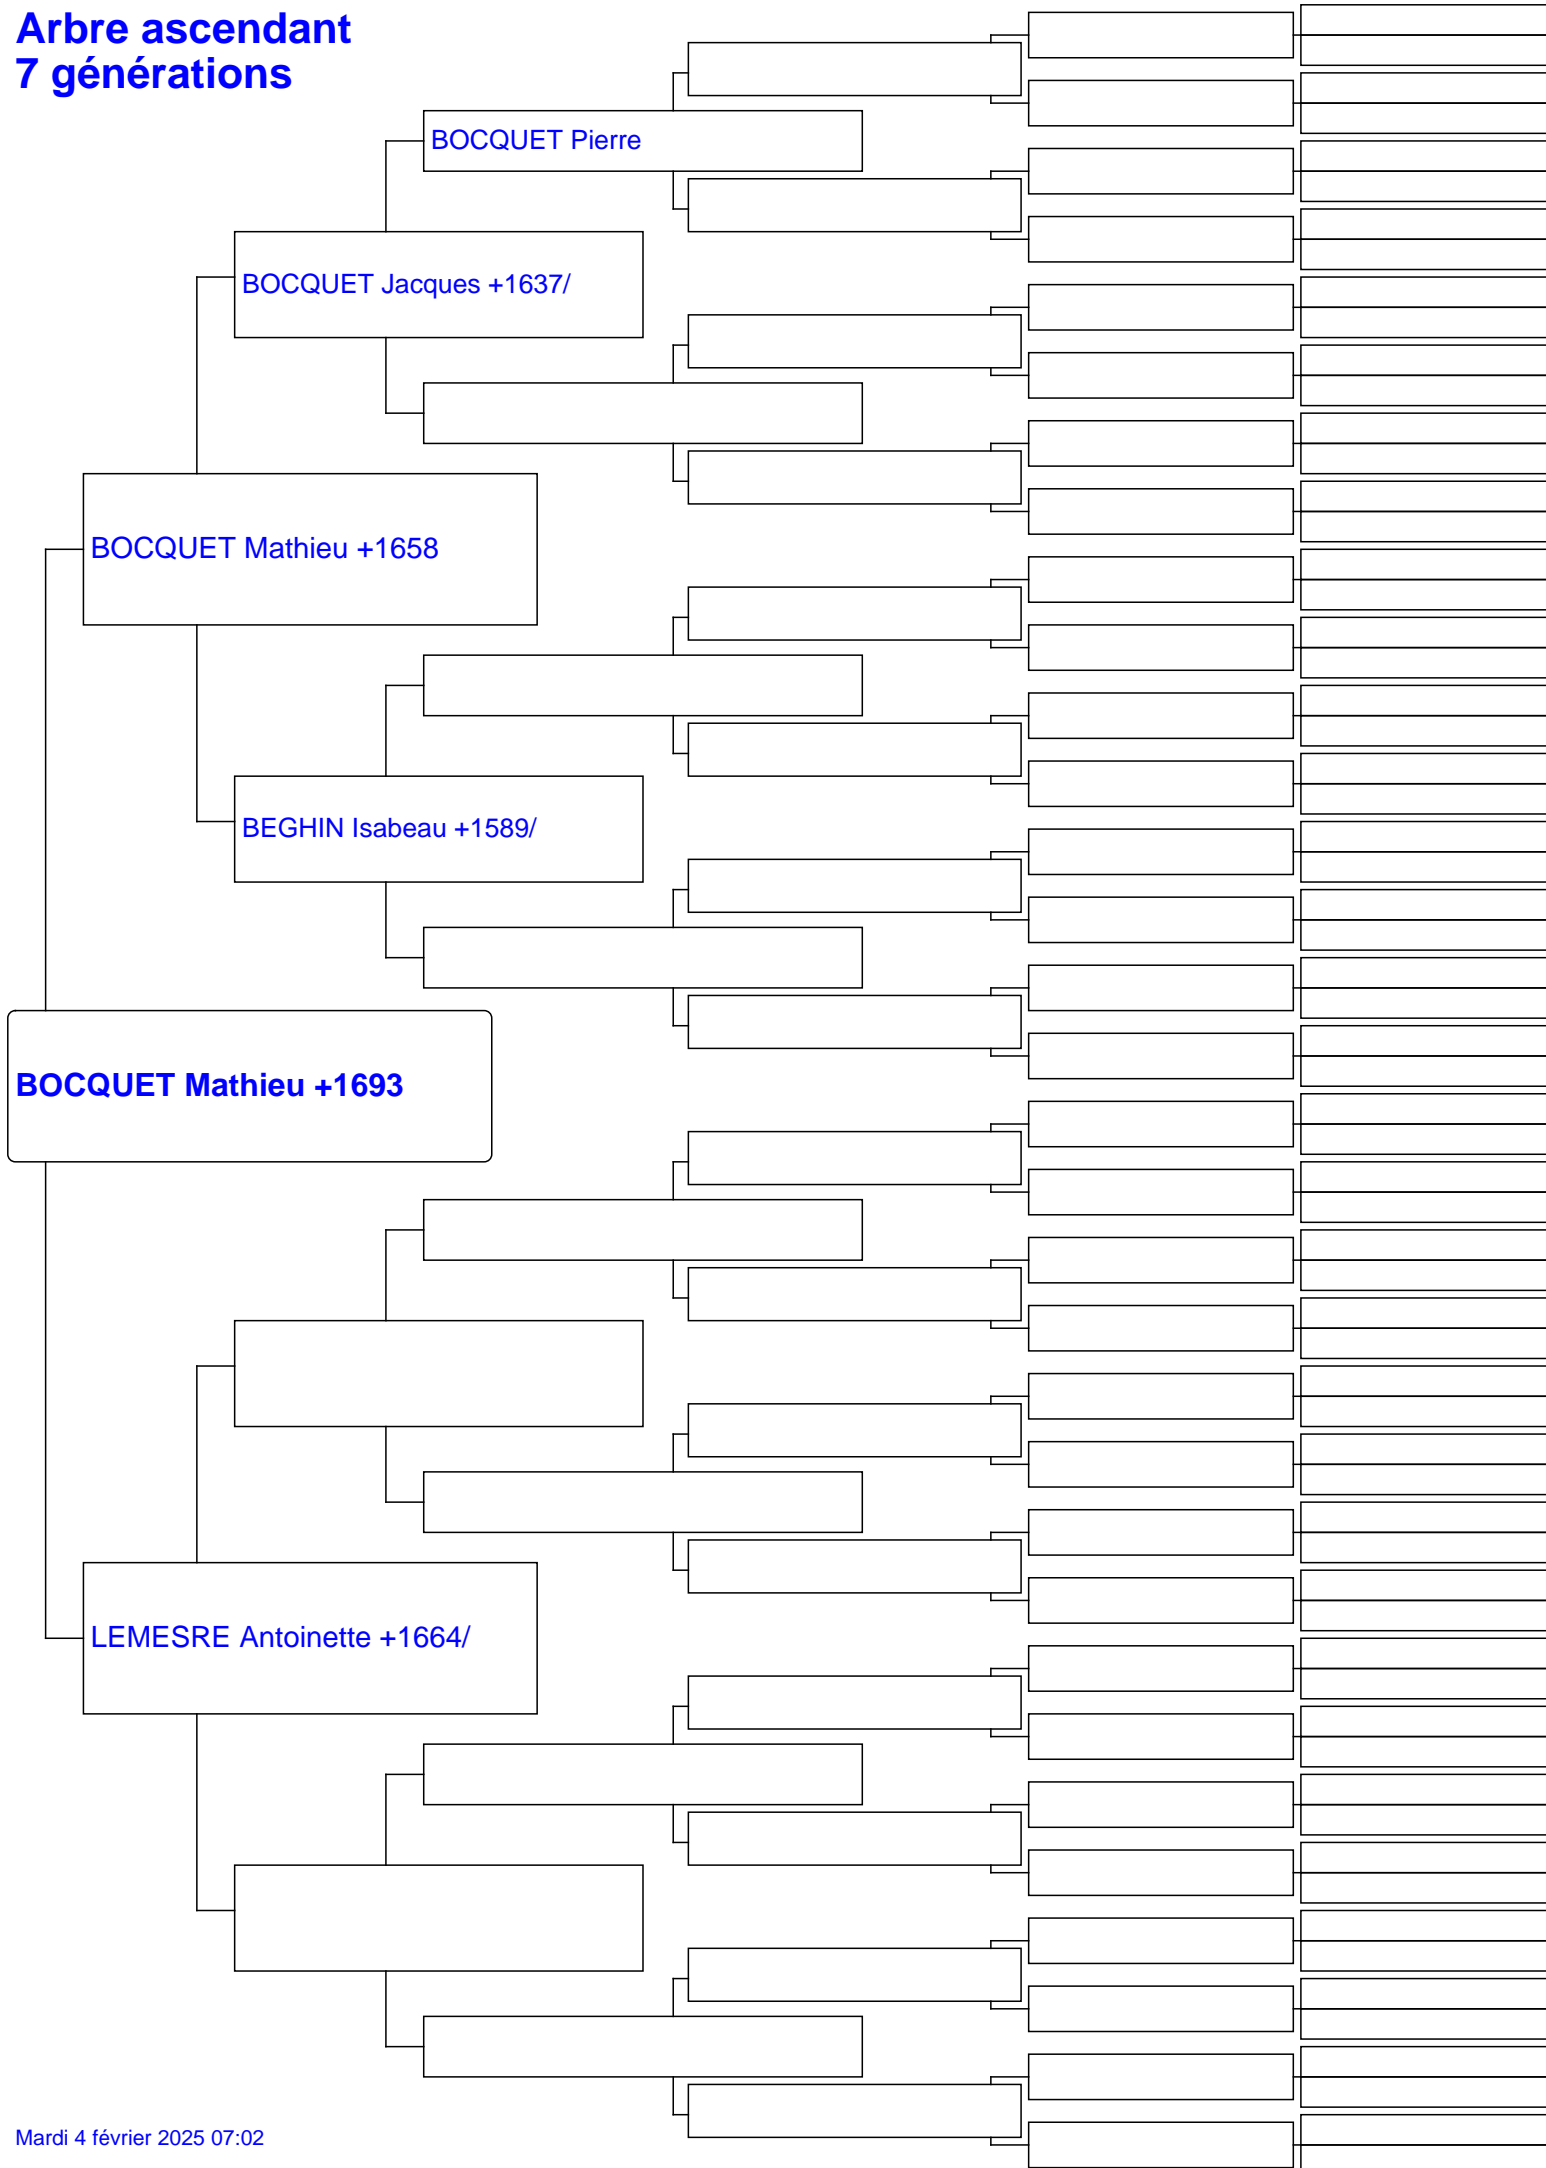 Arbre ascendant
7 générations
BOCQUET Pierre
BOCQUET Jacques +1637/
BOCQUET Mathieu +1658
BEGHIN Isabeau +1589/
BOCQUET Mathieu +1693
LEMESRE Antoinette +1664/
Mardi 4 février 2025 07:02